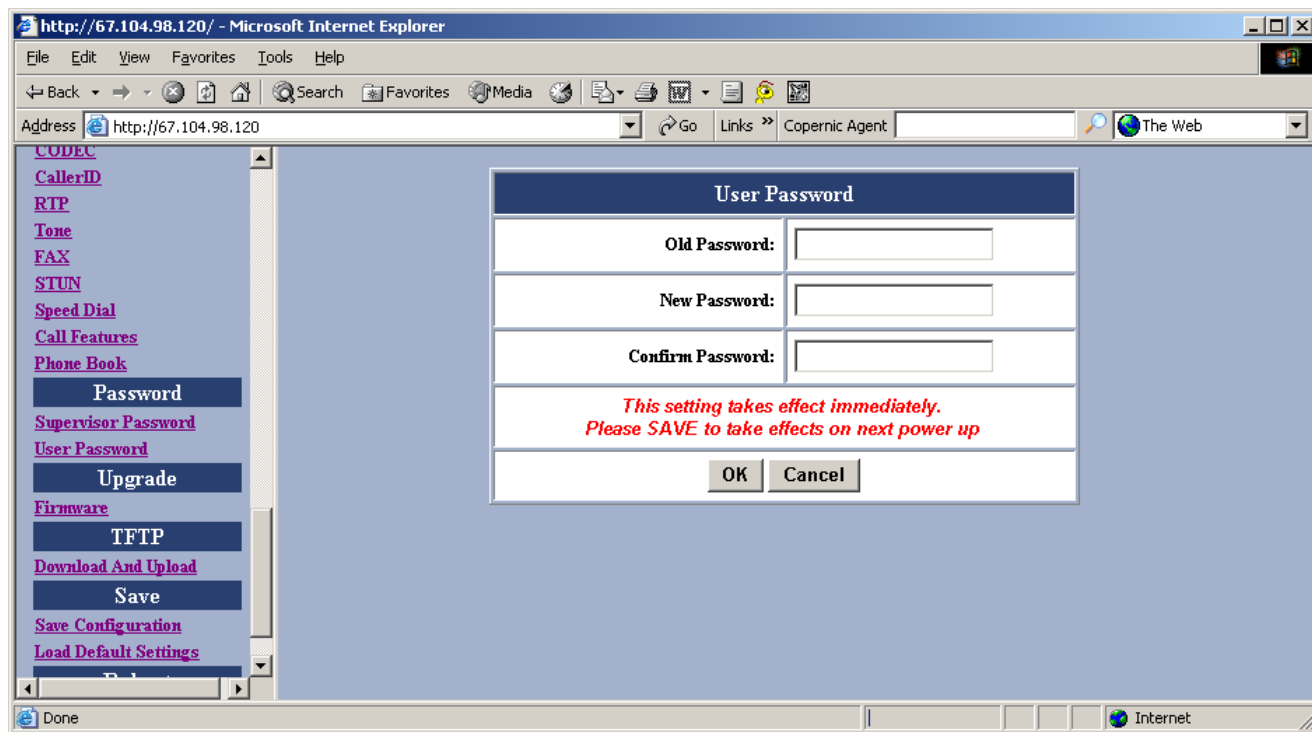 http://67.104.98.120/ - Microsoft Internet Explorer
File Edit View Favorites Tools Help
Back Search Favorites Media
Address http://67.104.98.120 Go Links » Copernic Agent The Web
CODEC
CallerID
RTP
Tone
FAX
STUN
Speed Dial
Call Features
Phone Book
Password
Supervisor Password
User Password
Upgrade
Firmware
TFTP
Download And Upload
Save
Save Configuration
Load Default Settings
User Password
Old Password:
New Password:
Confirm Password:
This setting takes effect immediately.
Please SAVE to take effects on next power up
OK Cancel
Done Internet